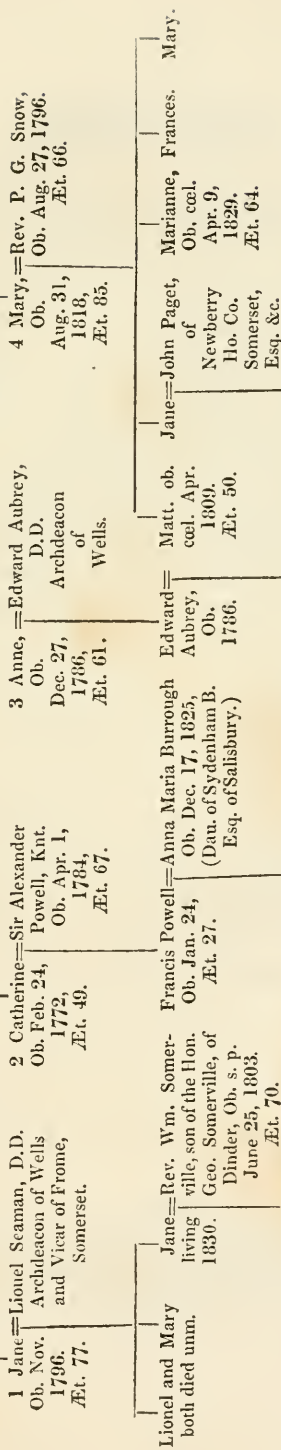 1 Jane=Lionel Seaman, D.D.
Ob. Nov. Archdeacon of Wells
1796. and Vicar of Frome,
Æt. 77. Somerset.
2 Catherine=Sir Alexander
Ob. Feb. 24, Powell, Knt.
1772, Ob. Apr. 1,
Æt. 49. 1784,
Æt. 67.
3 Anne,=Edward Aubrey,
Ob. D.D.
Dec. 27, Archdeacon
1786, of
Æt. 61. Wells.
4 Mary,=Rev. P. G. Snow,
Ob. Ob. Aug. 27, 1796.
Aug. 31, Æt. 66.
1818,
Æt. 85.
Lionel and Mary
both died unm.
Jane=Rev. Wm. Somer-
living ville, son of the Hon.
1830. Geo. Somerville, of
Dinder, Ob. s. p.
June 25, 1803.
Æt. 70.
Francis Powell=Anna Maria Burrough
Ob. Jan. 24, Ob. Dec. 17, 1825,
Æt. 27. (Dau. of Sydenham B.
Esq. of Salisbury.)
Edward=
Aubrey,
Ob.
1786.
Matt. ob.
cœl. Apr.
1809.
Æt. 50.
Jane=John Paget,
of
Newberry
Ho. Co.
Somerset,
Esq. &c.
Marianne,
Ob. cœl.
Apr. 9,
1829.
Æt. 64.
Frances.
Mary.